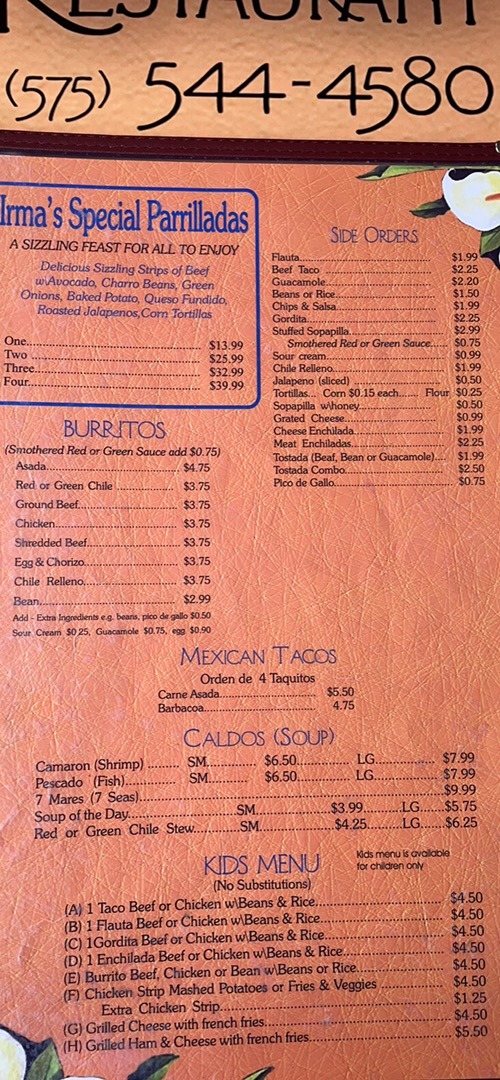 RESTAURANT
(575) 544-4580
Irma's Special Parrilladas
A SIZZLING FEAST FOR ALL TO ENJOY
Delicious Sizzling Strips of Beef
w\Avocado, Charro Beans, Green
Onions, Baked Potato, Queso Fundido,
Roasted Jalapenos,Corn Tortillas
One.......... $13.99
Two .......... $25.99
Three.......... $32.99
Four.......... $39.99
BURRITOS
(Smothered Red or Green Sauce add $0.75)
Asada.......... $4.75
Red or Green Chile .......... $3.75
Ground Beef.......... $3.75
Chicken.......... $3.75
Shredded Beef.......... $3.75
Egg & Chorizo.......... $3.75
Chile Relleno.......... $3.75
Bean.......... $2.99
Add - Extra Ingredients e.g. beans, pico de gallo $0.50
Sour Cream $0.25, Guacamole $0.75, egg $0.90
SIDE ORDERS
Flauta.......... $1.99
Beef Taco .......... $2.25
Guacamole.......... $2.20
Beans or Rice.......... $1.50
Chips & Salsa.......... $1.99
Gordita.......... $2.25
Stuffed Sopapilla.......... $2.99
Smothered Red or Green Sauce..... $0.75
Sour cream.......... $0.99
Chile Relleno.......... $1.99
Jalapeno (sliced) .......... $0.50
Tortillas... Corn $0.15 each....... Flour $0.25
Sopapilla w\honey.......... $0.50
Grated Cheese.......... $0.99
Cheese Enchilada.......... $1.99
Meat Enchiladas.......... $2.25
Tostada (Beef, Bean or Guacamole).... $1.99
Tostada Combo.......... $2.50
Pico de Gallo.......... $0.75
MEXICAN TACOS
Orden de 4 Taquitos
Carne Asada.......... $5.50
Barbacoa.......... 4.75
CALDOS (SOUP)
Camaron (Shrimp) ......... SM.............. $6.50................ LG................. $7.99
Pescado (Fish).......... SM.......... $6.50................ LG................. $7.99
7 Mares (7 Seas).......... $9.99
Soup of the Day.......... SM.......... $3.99..........LG.......$5.75
Red or Green Chile Stew..........SM..........$4.25..........LG.......$6.25
KIDS MENU
(No Substitutions)
Kids menu is available
for children only
(A) 1 Taco Beef or Chicken w\Beans & Rice.......... $4.50
(B) 1 Flauta Beef or Chicken w\Beans & Rice.......... $4.50
(C) 1Gordita Beef or Chicken w\Beans & Rice.......... $4.50
(D) 1 Enchilada Beef or Chicken w\Beans & Rice.......... $4.50
(E) Burrito Beef, Chicken or Bean w\Beans or Rice.......... $4.50
(F) Chicken Strip Mashed Potatoes or Fries & Veggies .......... $4.50
Extra Chicken Strip.......... $1.25
(G) Grilled Cheese with french fries.......... $4.50
(H) Grilled Ham & Cheese with french fries.......... $5.50